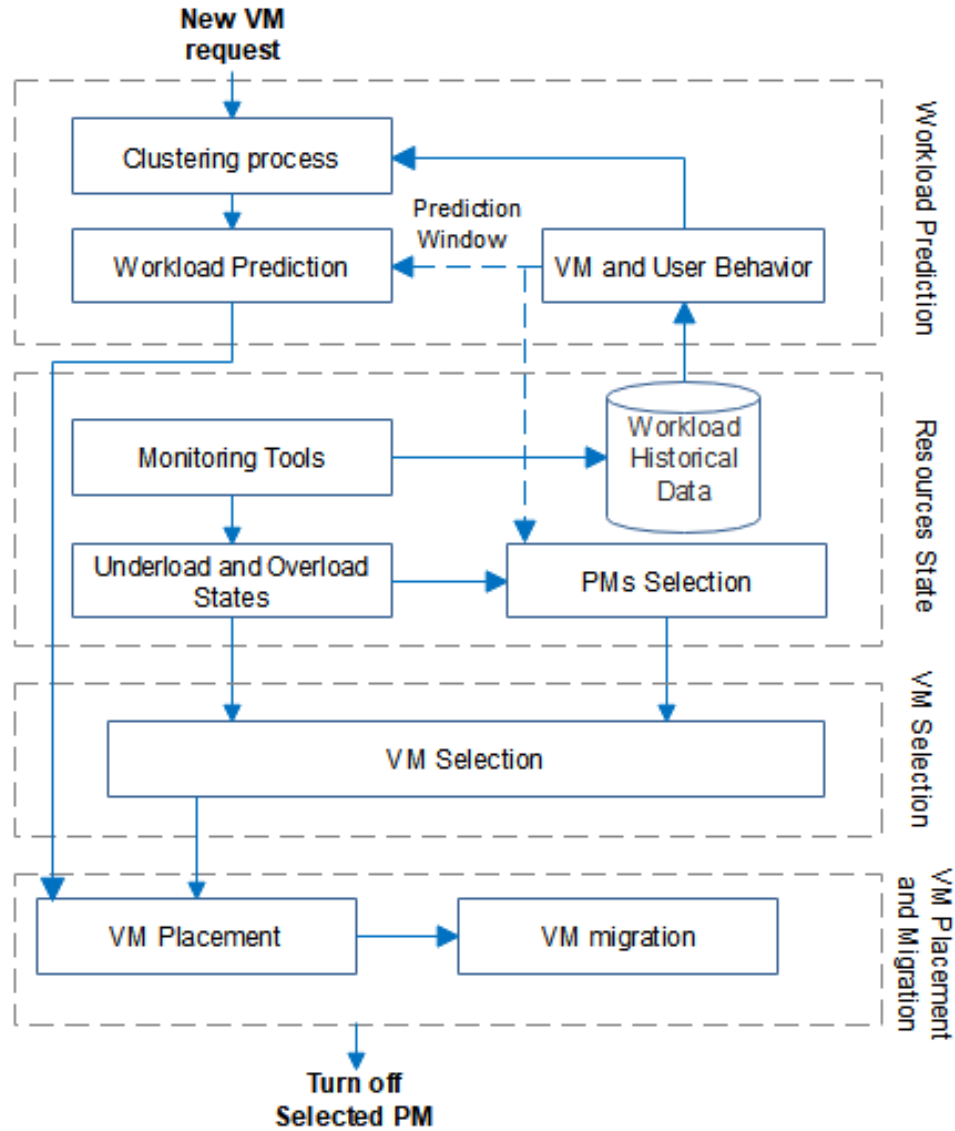 New VM
request
Clustering process
Prediction
Window
Workload Prediction
VM and User Behavior
Workload Prediction
Monitoring Tools
Workload
Historical
Data
Underload and Overload
States
PMs Selection
Resources State
VM Selection
VM Selection
VM Placement
VM migration
VM Placement
and Migration
Turn off
Selected PM